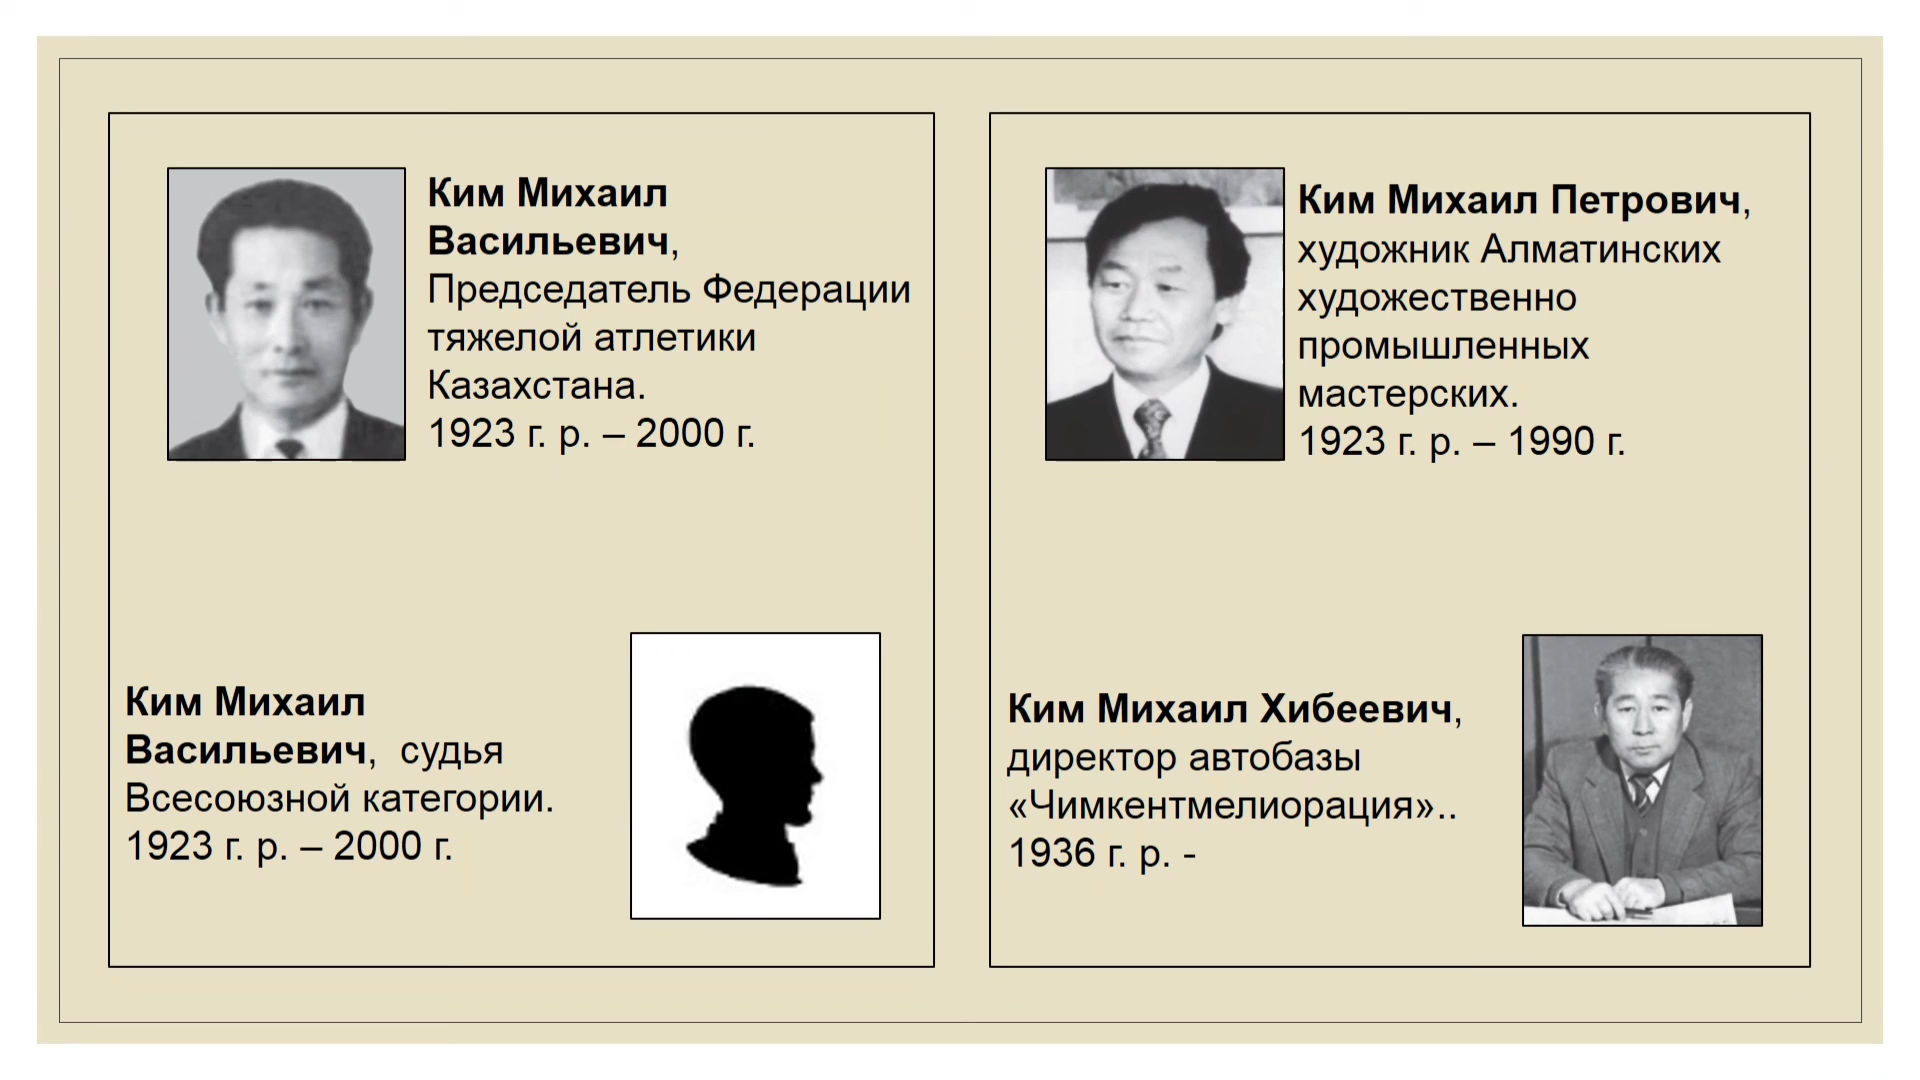 Ким Михаил
Васильевич,
Председатель Федерации
тяжелой атлетики
Казахстана.
1923 г. р. – 2000 г.
Ким Михаил
Васильевич,  судья
Всесоюзной категории.
1923 г. р. – 2000 г.
Ким Михаил Петрович,
художник Алматинских
художественно
промышленных
мастерских.
1923 г. р. – 1990 г.
Ким Михаил Хибеевич,
директор автобазы
«Чимкентмелиорация»..
1936 г. р. -